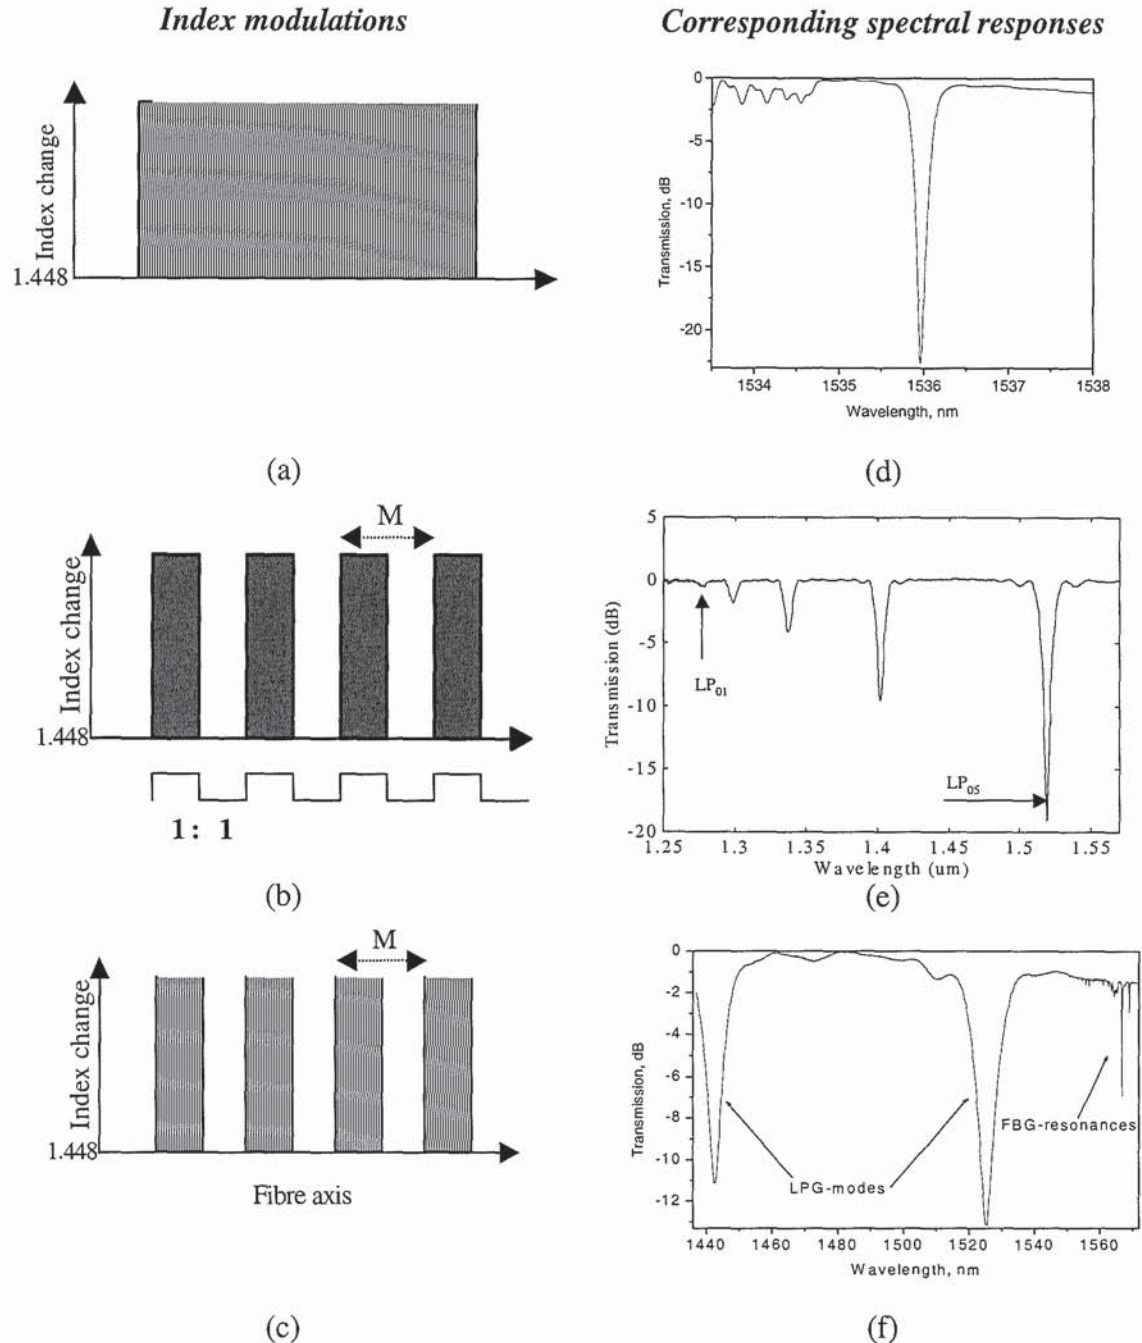 Index modulations
Corresponding spectral responses
Index change
1.448
(a)
Transmission, dB
0
-5
-10
-15
-20
1534 1535 1536 1537 1538
Wavelength, nm
(d)
M
Index change
1.448
1: 1
(b)
Transmission (dB)
5
0
-5
-10
-15
-20
LP01
LP05
1.25 1.3 1.35 1.4 1.45 1.5 1.55
Wavelength (um)
(e)
M
Index change
1.448
Fibre axis
(c)
Transmission, dB
0
-2
-4
-6
-8
-10
-12
FBG-resonances
LPG-modes
1440 1460 1480 1500 1520 1540 1560
Wavelength, nm
(f)